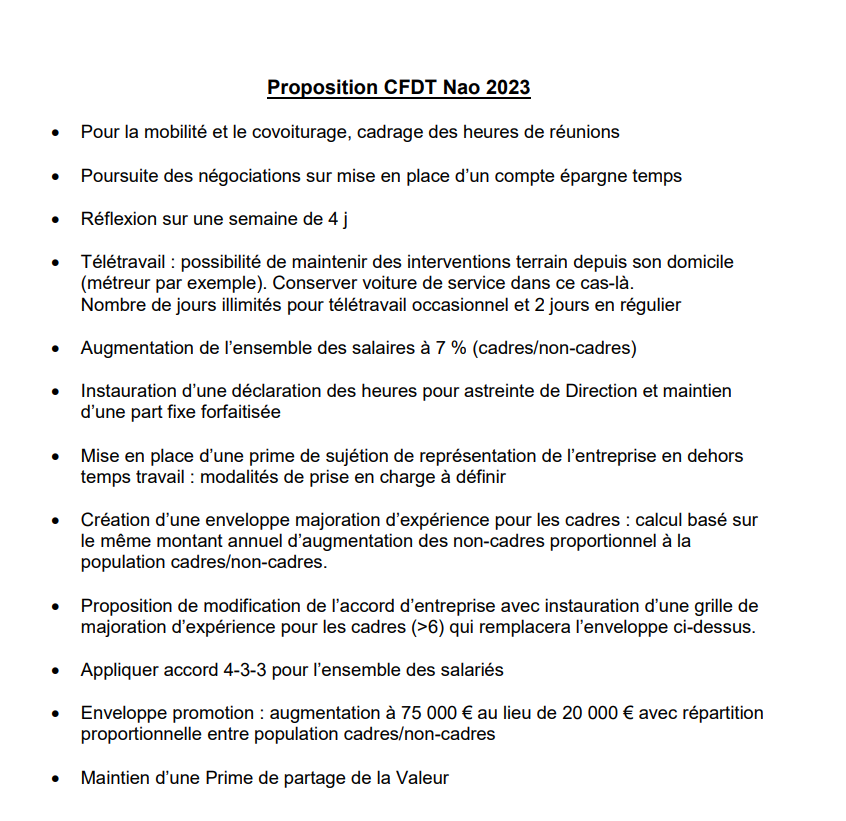 Proposition CFDT Nao 2023
• Pour la mobilité et le covoiturage, cadrage des heures de réunions
• Poursuite des négociations sur mise en place d’un compte épargne temps
• Réflexion sur une semaine de 4 j
• Télétravail : possibilité de maintenir des interventions terrain depuis son domicile
(métreur par exemple). Conserver voiture de service dans ce cas-là.
Nombre de jours illimités pour télétravail occasionnel et 2 jours en régulier
• Augmentation de l’ensemble des salaires à 7 % (cadres/non-cadres)
• Instauration d’une déclaration des heures pour astreinte de Direction et maintien
d’une part fixe forfaitisée
• Mise en place d’une prime de sujétion de représentation de l’entreprise en dehors
temps travail : modalités de prise en charge à définir
• Création d’une enveloppe majoration d’expérience pour les cadres : calcul basé sur
le même montant annuel d’augmentation des non-cadres proportionnel à la
population cadres/non-cadres.
• Proposition de modification de l’accord d’entreprise avec instauration d’une grille de
majoration d’expérience pour les cadres (>6) qui remplacera l’enveloppe ci-dessus.
• Appliquer accord 4-3-3 pour l’ensemble des salariés
• Enveloppe promotion : augmentation à 75 000 € au lieu de 20 000 € avec répartition
proportionnelle entre population cadres/non-cadres
• Maintien d’une Prime de partage de la Valeur